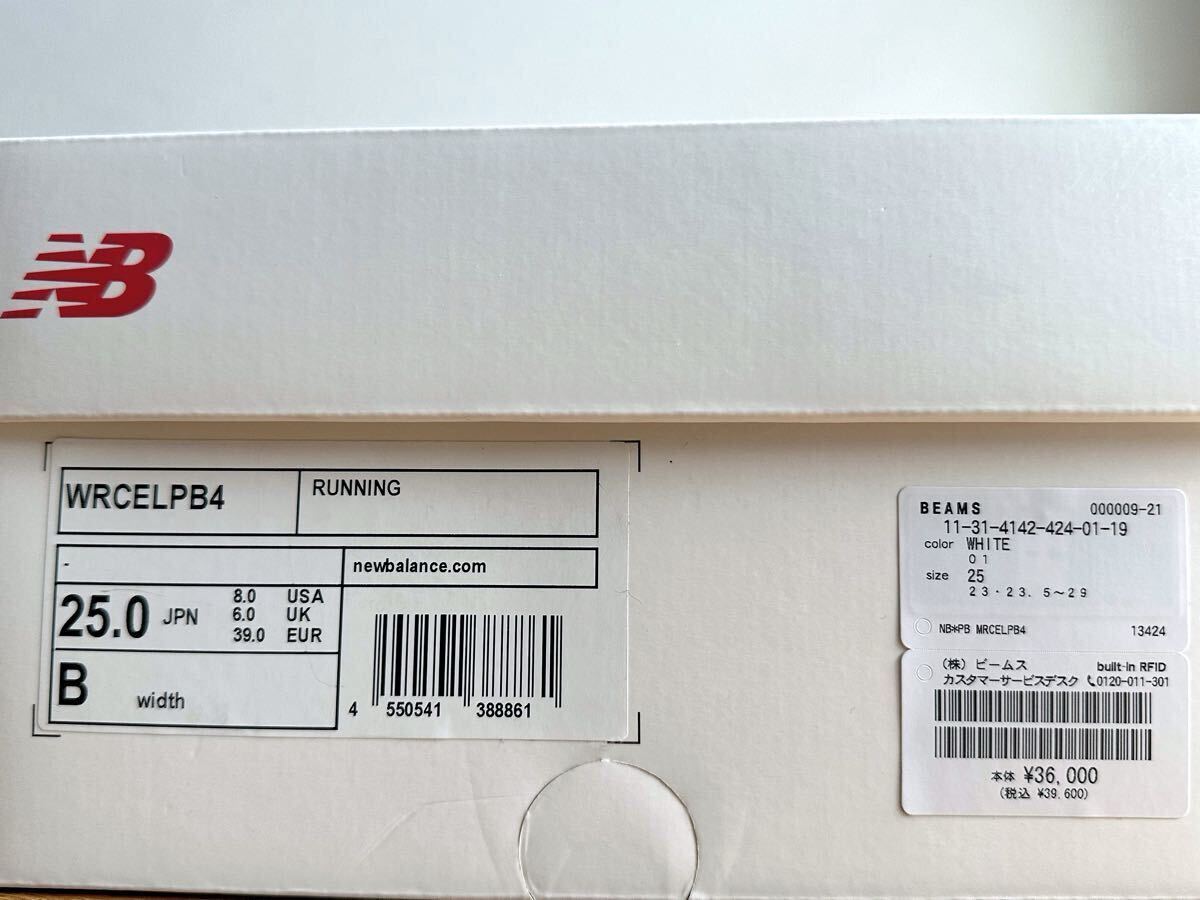 NB
WRCELPB4
RUNNING
-
newbalance.com
25.0 JPN
8.0 USA
6.0 UK
39.0 EUR
B width
4 550541 388861
BEAMS 000009-21
11-31-4142-424-01-19
color WHITE
01
size 25
23・23.5〜29
NB*PB MRCELPB4 13424
(株) ビームス built-in RFID
カスタマーサービスデスク 0120-011-301
本体 ¥36,000
(税込 ¥39,600)